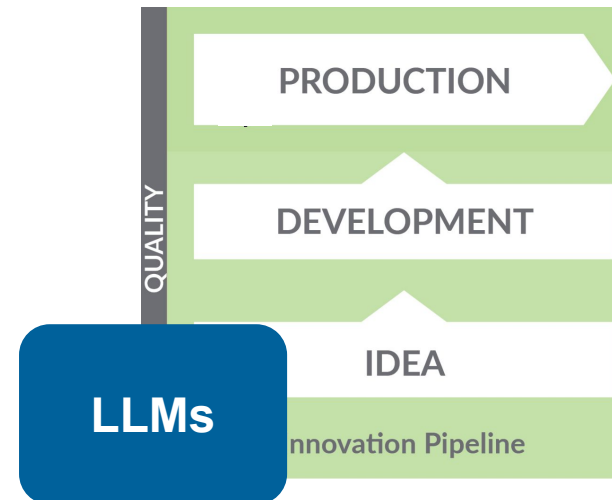 PRODUCTION
QUALITY
DEVELOPMENT
IDEA
LLMs
nnovation Pipeline